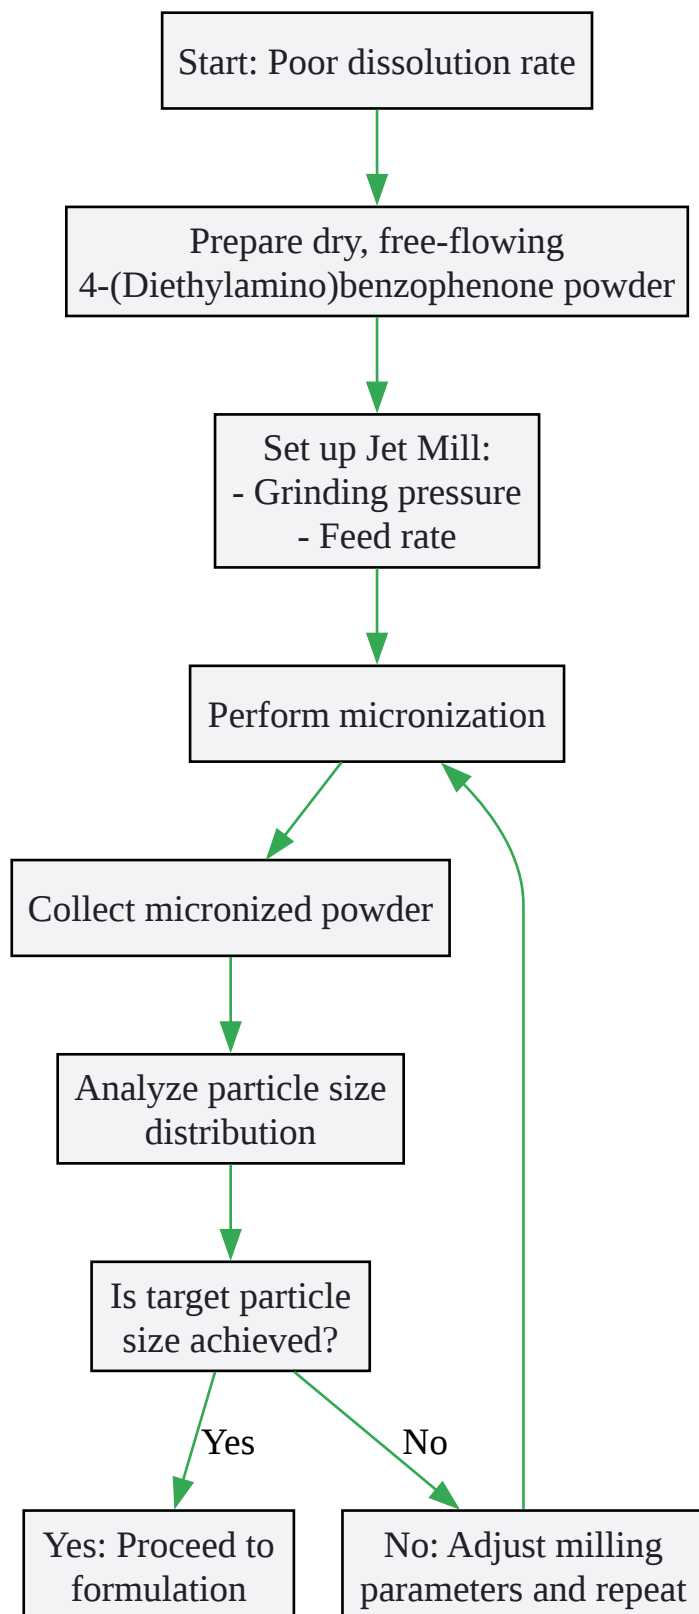 Start: Poor dissolution rate
Prepare dry, free-flowing
4-(Diethylamino)benzophenone powder
Set up Jet Mill:
- Grinding pressure
- Feed rate
Perform micronization
Collect micronized powder
Analyze particle size
distribution
Is target particle
size achieved?
Yes
No
Yes: Proceed to
formulation
No: Adjust milling
parameters and repeat